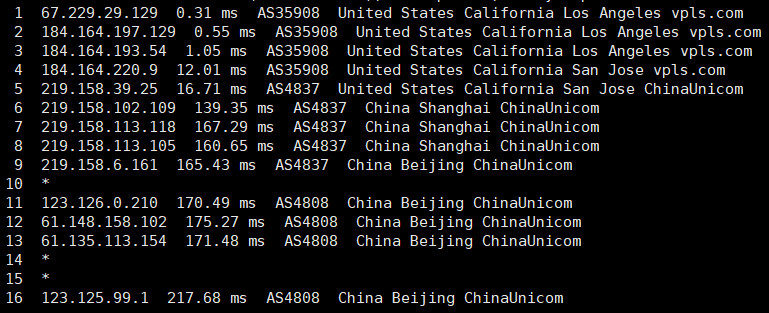 1 67.229.29.129 0.31 ms AS35908 United States California Los Angeles vpls.com
2 184.164.197.129 0.55 ms AS35908 United States California Los Angeles vpls.com
3 184.164.193.54 1.05 ms AS35908 United States California Los Angeles vpls.com
4 184.164.220.9 12.01 ms AS35908 United States California San Jose vpls.com
5 219.158.39.25 16.71 ms AS4837 United States California San Jose ChinaUnicom
6 219.158.102.109 139.35 ms AS4837 China Shanghai ChinaUnicom
7 219.158.113.118 167.29 ms AS4837 China Shanghai ChinaUnicom
8 219.158.113.105 160.65 ms AS4837 China Shanghai ChinaUnicom
9 219.158.6.161 165.43 ms AS4837 China Beijing ChinaUnicom
10 *
11 123.126.0.210 170.49 ms AS4808 China Beijing ChinaUnicom
12 61.148.158.102 175.27 ms AS4808 China Beijing ChinaUnicom
13 61.135.113.154 171.48 ms AS4808 China Beijing ChinaUnicom
14 *
15 *
16 123.125.99.1 217.68 ms AS4808 China Beijing ChinaUnicom